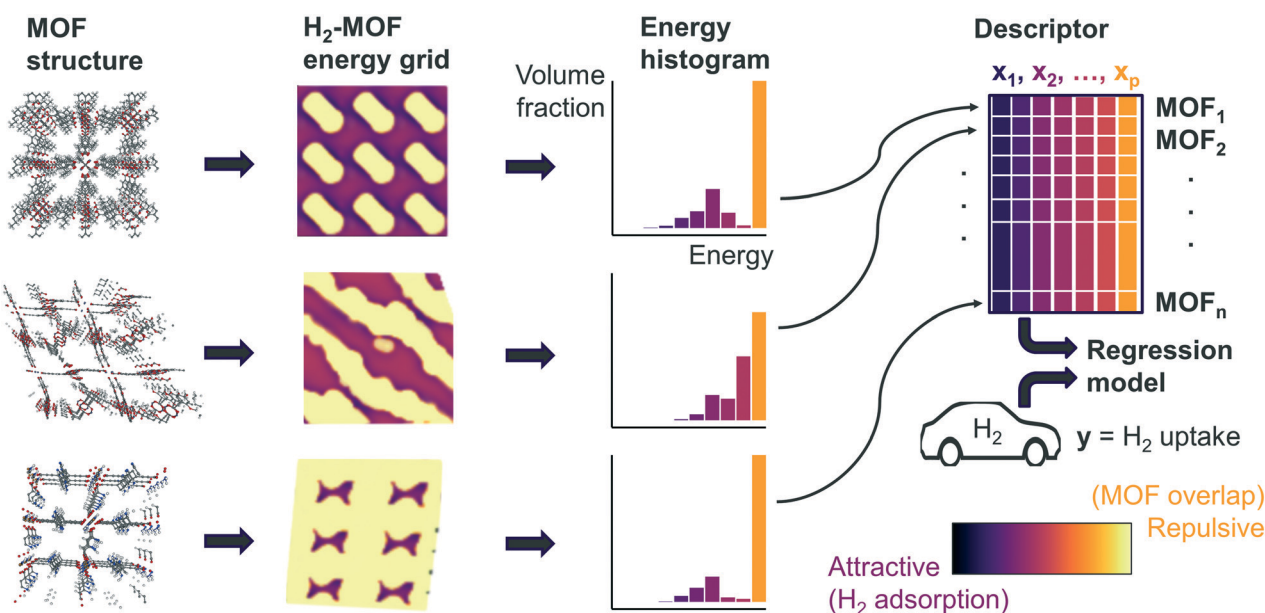 MOF
structure
H₂-MOF
energy grid
Energy
histogram
Descriptor
Volume
fraction
x₁, x₂, ..., xₚ
MOF₁
MOF₂
Energy
MOFₙ
Regression
model
H₂
y = H₂ uptake
(MOF overlap)
Repulsive
Attractive
(H₂ adsorption)